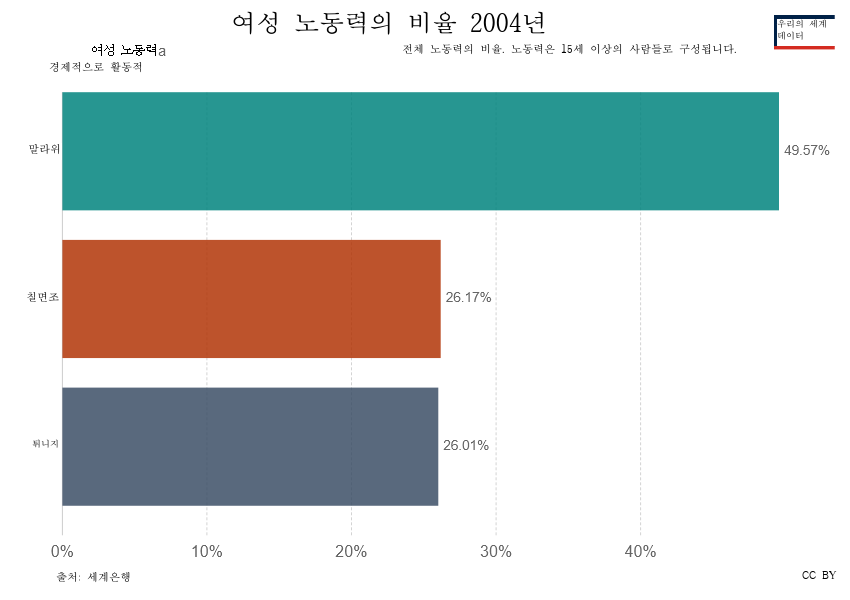 여성 노동력의 비율 2004년
우리의 세계
데이터
여성 노동력a
전체 노동력의 비율. 노동력은 15세 이상의 사람들로 구성됩니다.
경제적으로 활동적
말라위
49.57%
칠면조
26.17%
튀니지
26.01%
0% 10% 20% 30% 40%
출처: 세계은행
CC BY